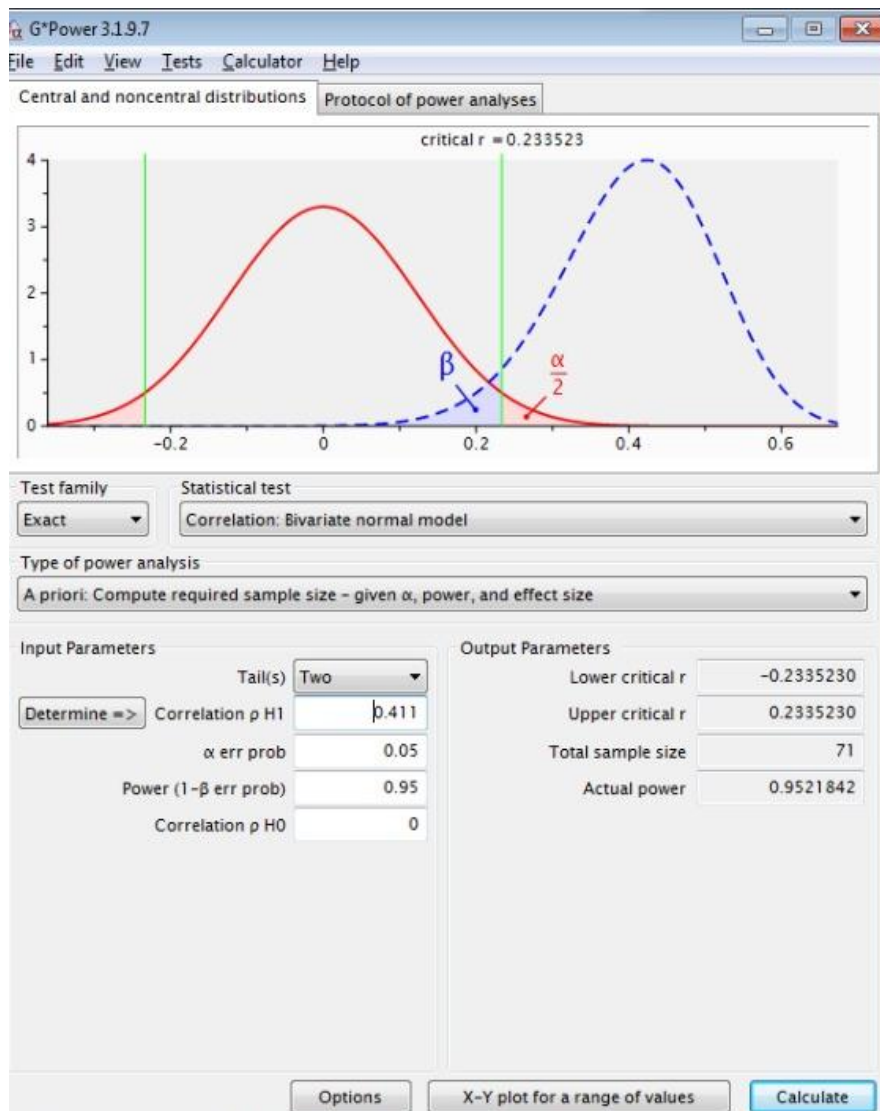 G*Power 3.1.9.7
File Edit View Tests Calculator Help
Central and noncentral distributions Protocol of power analyses
critical r = 0.233523
4
3
2
1
0
β
α
2
-0.2 0 0.2 0.4 0.6
Test family Statistical test
Exact Correlation: Bivariate normal model
Type of power analysis
A priori: Compute required sample size - given α, power, and effect size
Input Parameters Output Parameters
Tail(s) Two Lower critical r -0.2335230
Determine => Correlation ρ H1 0.411 Upper critical r 0.2335230
α err prob 0.05 Total sample size 71
Power (1-β err prob) 0.95 Actual power 0.9521842
Correlation ρ H0 0
Options X-Y plot for a range of values Calculate